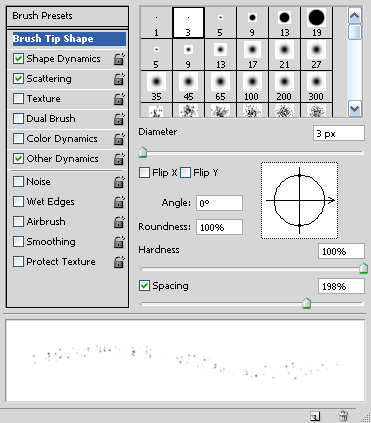 Brush Presets
Brush Tip Shape
Shape Dynamics
Scattering
Texture
Dual Brush
Color Dynamics
Other Dynamics
Noise
Wet Edges
Airbrush
Smoothing
Protect Texture
1 3 5 9 13 19
5 9 13 17 21 27
35 45 65 100 200 300
Diameter 3 px
Flip X Flip Y
Angle: 0°
Roundness: 100%
Hardness 100%
Spacing 198%